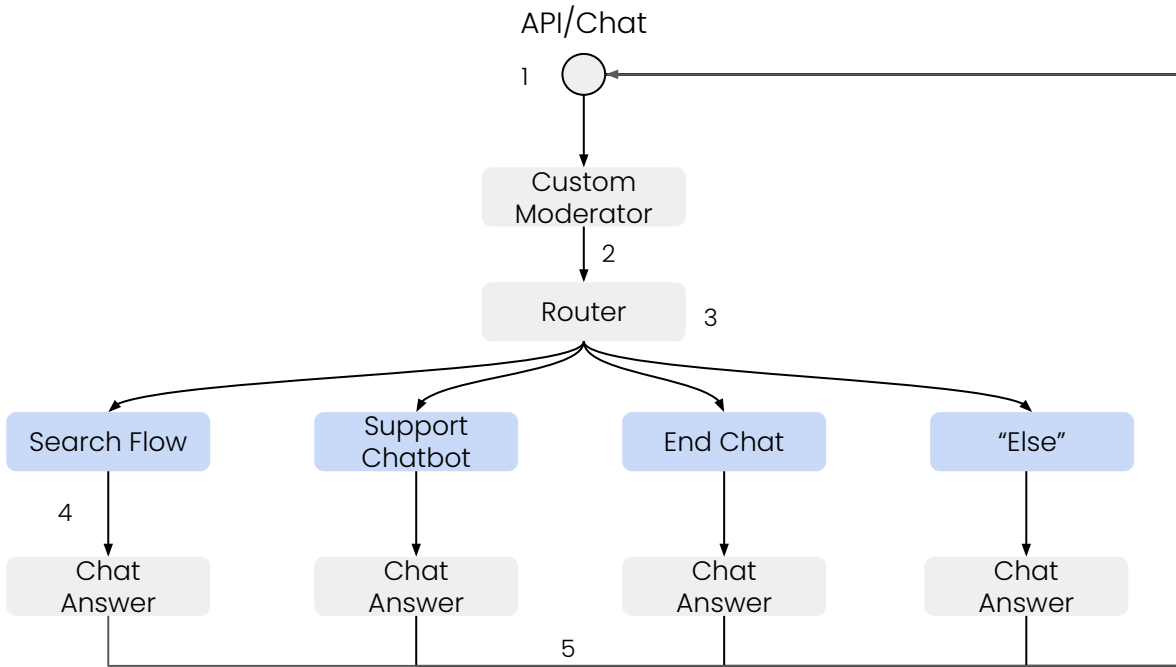 API/Chat
1
Custom
Moderator
2
Router
3
Search Flow
Support
Chatbot
End Chat
“Else”
4
Chat
Answer
Chat
Answer
Chat
Answer
Chat
Answer
5